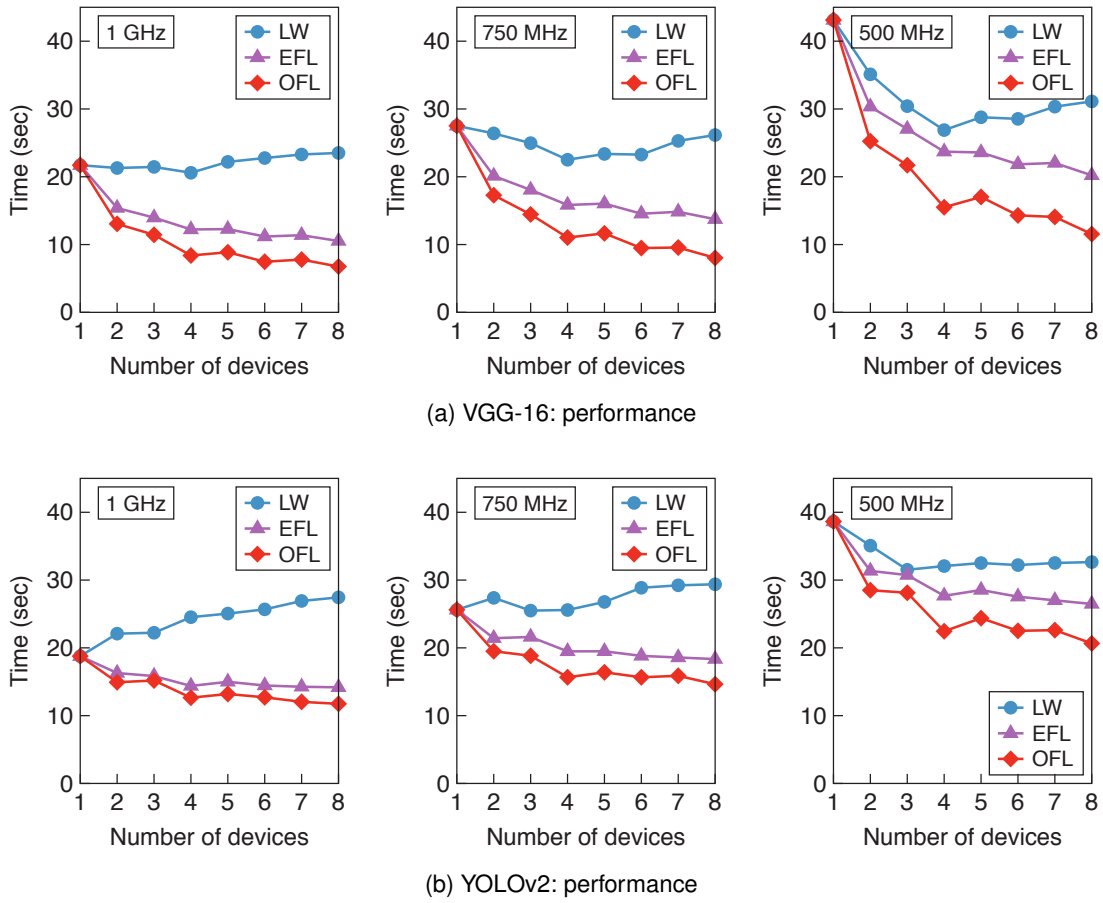 1 GHz
LW
EFL
OFL
Time (sec)
40
30
20
10
0
1 2 3 4 5 6 7 8
Number of devices
750 MHz
LW
EFL
OFL
Time (sec)
40
30
20
10
0
1 2 3 4 5 6 7 8
Number of devices
500 MHz
LW
EFL
OFL
Time (sec)
40
30
20
10
0
1 2 3 4 5 6 7 8
Number of devices
(a) VGG-16: performance
1 GHz
LW
EFL
OFL
Time (sec)
40
30
20
10
0
1 2 3 4 5 6 7 8
Number of devices
750 MHz
LW
EFL
OFL
Time (sec)
40
30
20
10
0
1 2 3 4 5 6 7 8
Number of devices
500 MHz
Time (sec)
40
30
20
10
0
LW
EFL
OFL
1 2 3 4 5 6 7 8
Number of devices
(b) YOLOv2: performance